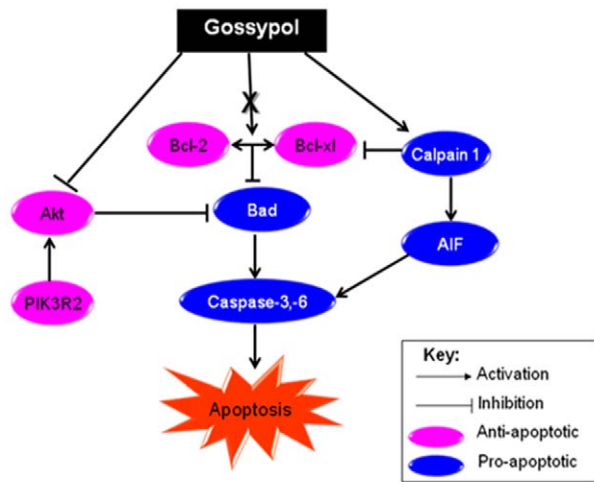 Gossypol
X
Bcl-2
Bcl-xl
Calpain 1
Akt
Bad
AIF
PIK3R2
Caspase-3,-6
Apoptosis
Key:
Activation
Inhibition
Anti-apoptotic
Pro-apoptotic